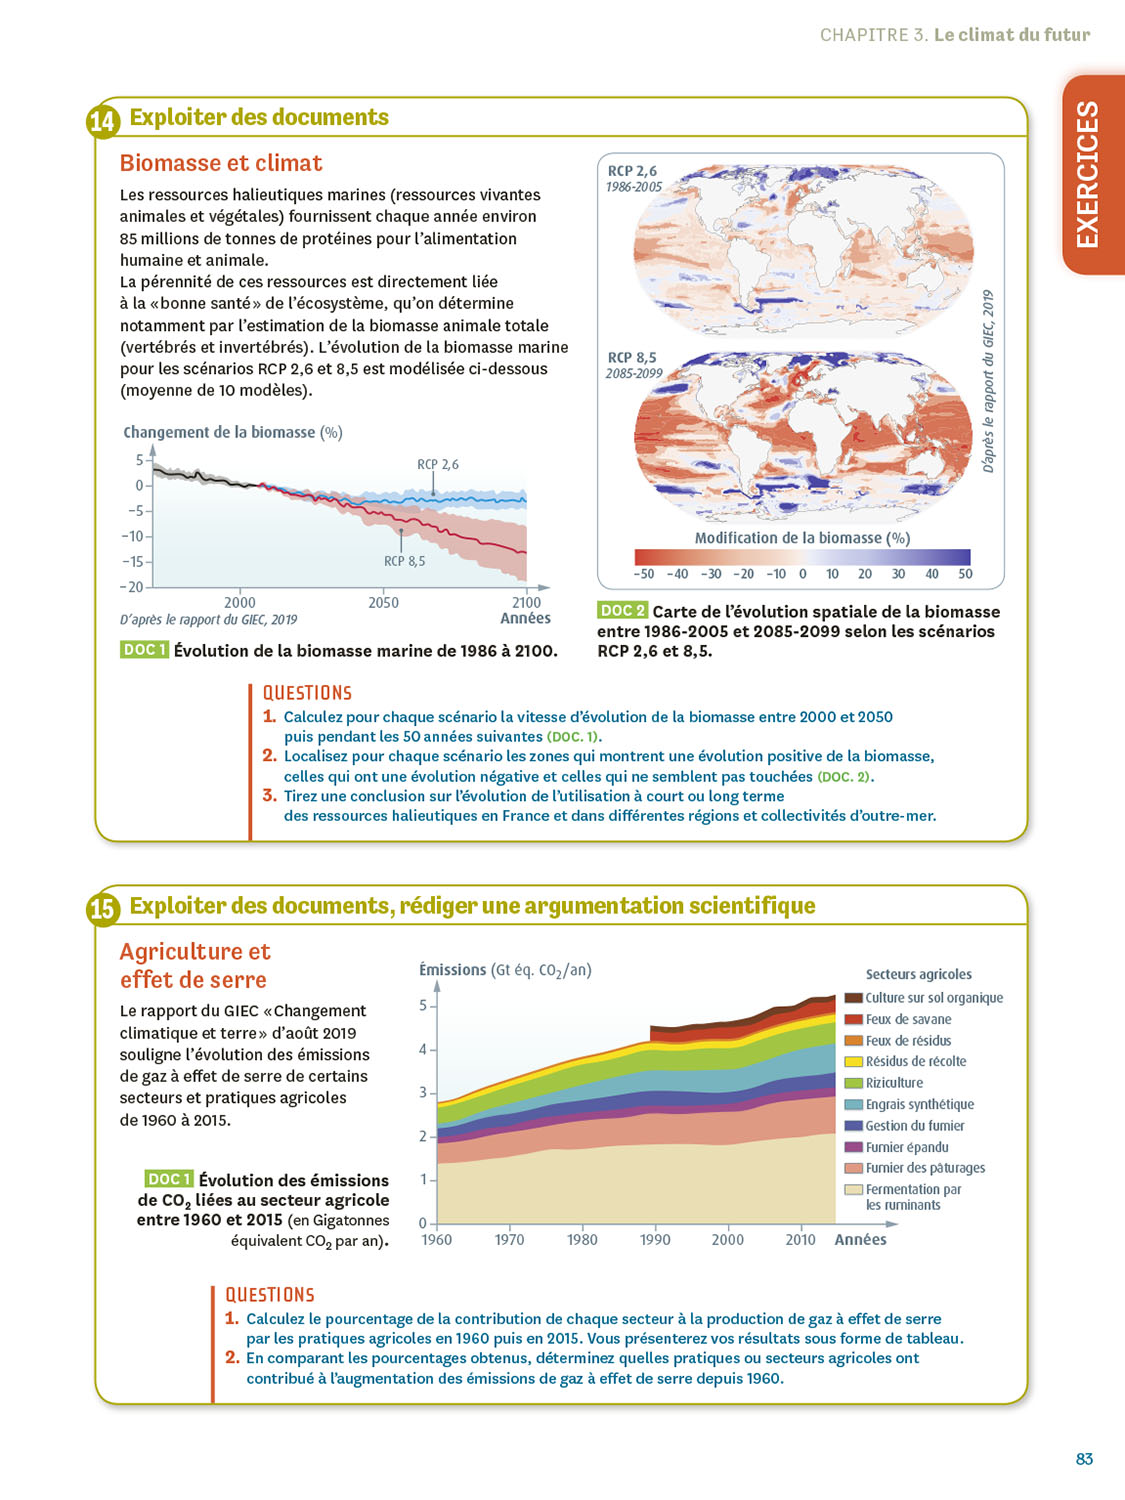 CHAPITRE 3. Le climat du futur
EXERCICES
14 Exploiter des documents
Biomasse et climat
Les ressources halieutiques marines (ressources vivantes
animales et végétales) fournissent chaque année environ
85 millions de tonnes de protéines pour l'alimentation
humaine et animale.
La pérennité de ces ressources est directement liée
à la « bonne santé » de l'écosystème, qu'on détermine
notamment par l'estimation de la biomasse animale totale
(vertébrés et invertébrés). L'évolution de la biomasse marine
pour les scénarios RCP 2,6 et 8,5 est modélisée ci-dessous
(moyenne de 10 modèles).
Changement de la biomasse (%)
5
0
−5
−10
−15
−20
RCP 2,6
RCP 8,5
2000
2050
2100
Années
D'après le rapport du GIEC, 2019
DOC 1 Évolution de la biomasse marine de 1986 à 2100.
RCP 2,6
1986-2005
RCP 8,5
2085-2099
D'après le rapport du GIEC, 2019
Modification de la biomasse (%)
−50 −40 −30 −20 −10 0 10 20 30 40 50
DOC 2 Carte de l'évolution spatiale de la biomasse
entre 1986-2005 et 2085-2099 selon les scénarios
RCP 2,6 et 8,5.
QUESTIONS
1. Calculez pour chaque scénario la vitesse d'évolution de la biomasse entre 2000 et 2050
puis pendant les 50 années suivantes (DOC. 1).
2. Localisez pour chaque scénario les zones qui montrent une évolution positive de la biomasse,
celles qui ont une évolution négative et celles qui ne semblent pas touchées (DOC. 2).
3. Tirez une conclusion sur l'évolution de l'utilisation à court ou long terme
des ressources halieutiques en France et dans différentes régions et collectivités d'outre-mer.
15 Exploiter des documents, rédiger une argumentation scientifique
Agriculture et
effet de serre
Le rapport du GIEC « Changement
climatique et terre » d'août 2019
souligne l'évolution des émissions
de gaz à effet de serre de certains
secteurs et pratiques agricoles
de 1960 à 2015.
DOC 1 Évolution des émissions
de CO₂ liées au secteur agricole
entre 1960 et 2015 (en Gigatonnes
équivalent CO₂ par an).
Émissions (Gt éq. CO₂/an)
5
4
3
2
1
0
1960 1970 1980 1990 2000 2010 Années
Secteurs agricoles
Culture sur sol organique
Feux de savane
Feux de résidus
Résidus de récolte
Riziculture
Engrais synthétique
Gestion du fumier
Fumier épandu
Fumier des pâturages
Fermentation par
les ruminants
QUESTIONS
1. Calculez le pourcentage de la contribution de chaque secteur à la production de gaz à effet de serre
par les pratiques agricoles en 1960 puis en 2015. Vous présenterez vos résultats sous forme de tableau.
2. En comparant les pourcentages obtenus, déterminez quelles pratiques ou secteurs agricoles ont
contribué à l'augmentation des émissions de gaz à effet de serre depuis 1960.
83